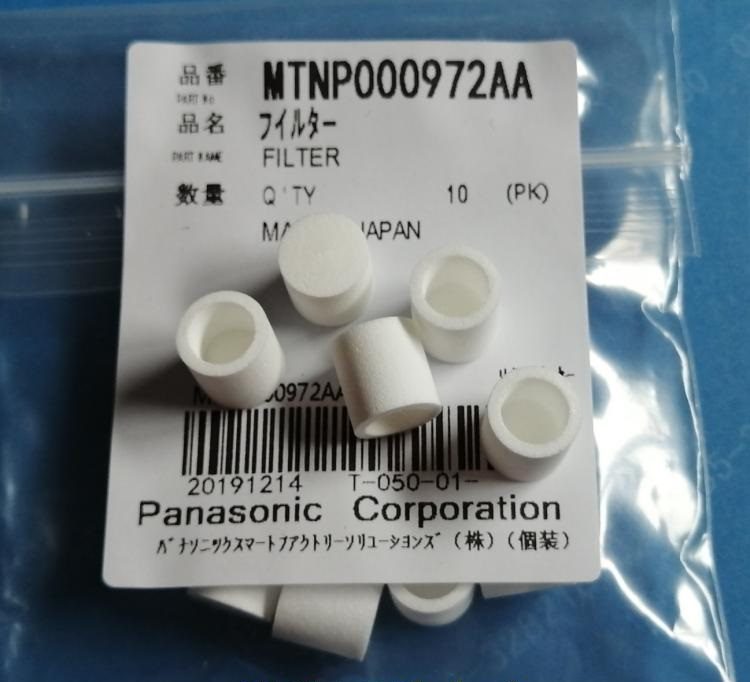 品番 MTNP000972AA
PART No
品名 フイルター
PART NAME FILTER
数量 Q'TY 10 (PK)
JAPAN
00972AA
20191214 T-050-01-
Panasonic Corporation
パナソニックスマートファクトリーソリューションズ(株)(個装)